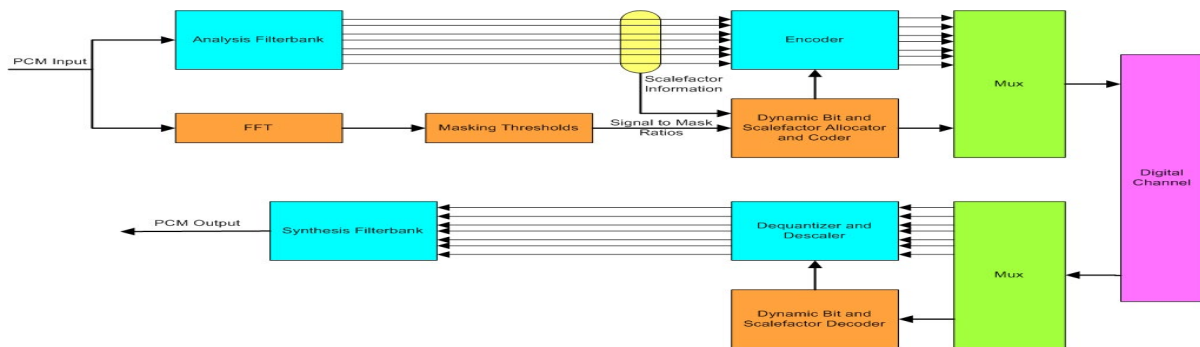 PCM Input
Analysis Filterbank
Encoder
Mux
Scalefactor
Information
FFT
Masking Thresholds
Signal to Mask
Ratios
Dynamic Bit and
Scalefactor Allocator
and Coder
Digital
Channel
PCM Output
Synthesis Filterbank
Dequantizer and
Descaler
Mux
Dynamic Bit and
Scalefactor Decoder